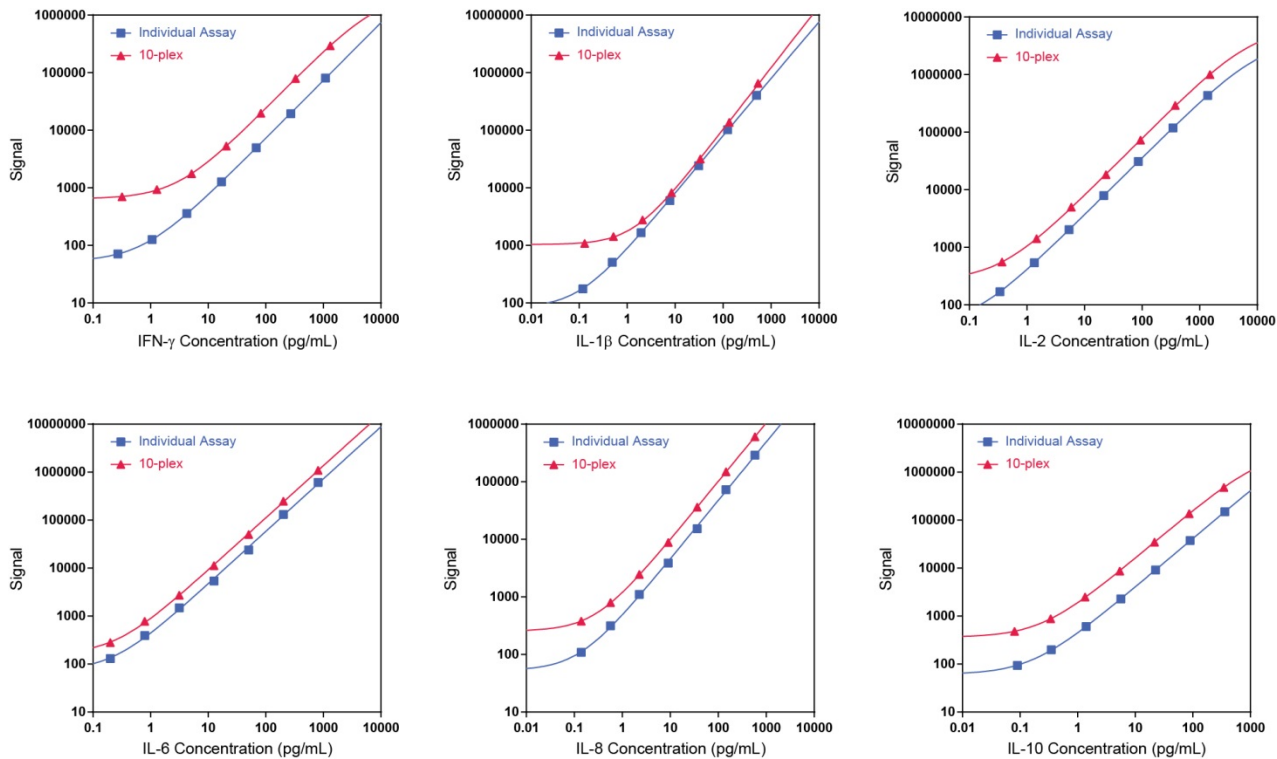 1000000
100000
10000
1000
100
10
Signal
Individual Assay
10-plex
0.1 1 10 100 1000 10000
IFN-γ Concentration (pg/mL)
10000000
1000000
100000
10000
1000
100
Signal
Individual Assay
10-plex
0.01 0.1 1 10 100 1000 10000
IL-1β Concentration (pg/mL)
10000000
1000000
100000
10000
1000
100
Signal
Individual Assay
10-plex
0.1 1 10 100 1000 10000
IL-2 Concentration (pg/mL)
10000000
1000000
100000
10000
1000
100
10
Signal
Individual Assay
10-plex
0.1 1 10 100 1000 10000
IL-6 Concentration (pg/mL)
1000000
100000
10000
1000
100
10
Signal
Individual Assay
10-plex
0.01 0.1 1 10 100 1000 10000
IL-8 Concentration (pg/mL)
10000000
1000000
100000
10000
1000
100
10
Signal
Individual Assay
10-plex
0.01 0.1 1 10 100 1000
IL-10 Concentration (pg/mL)